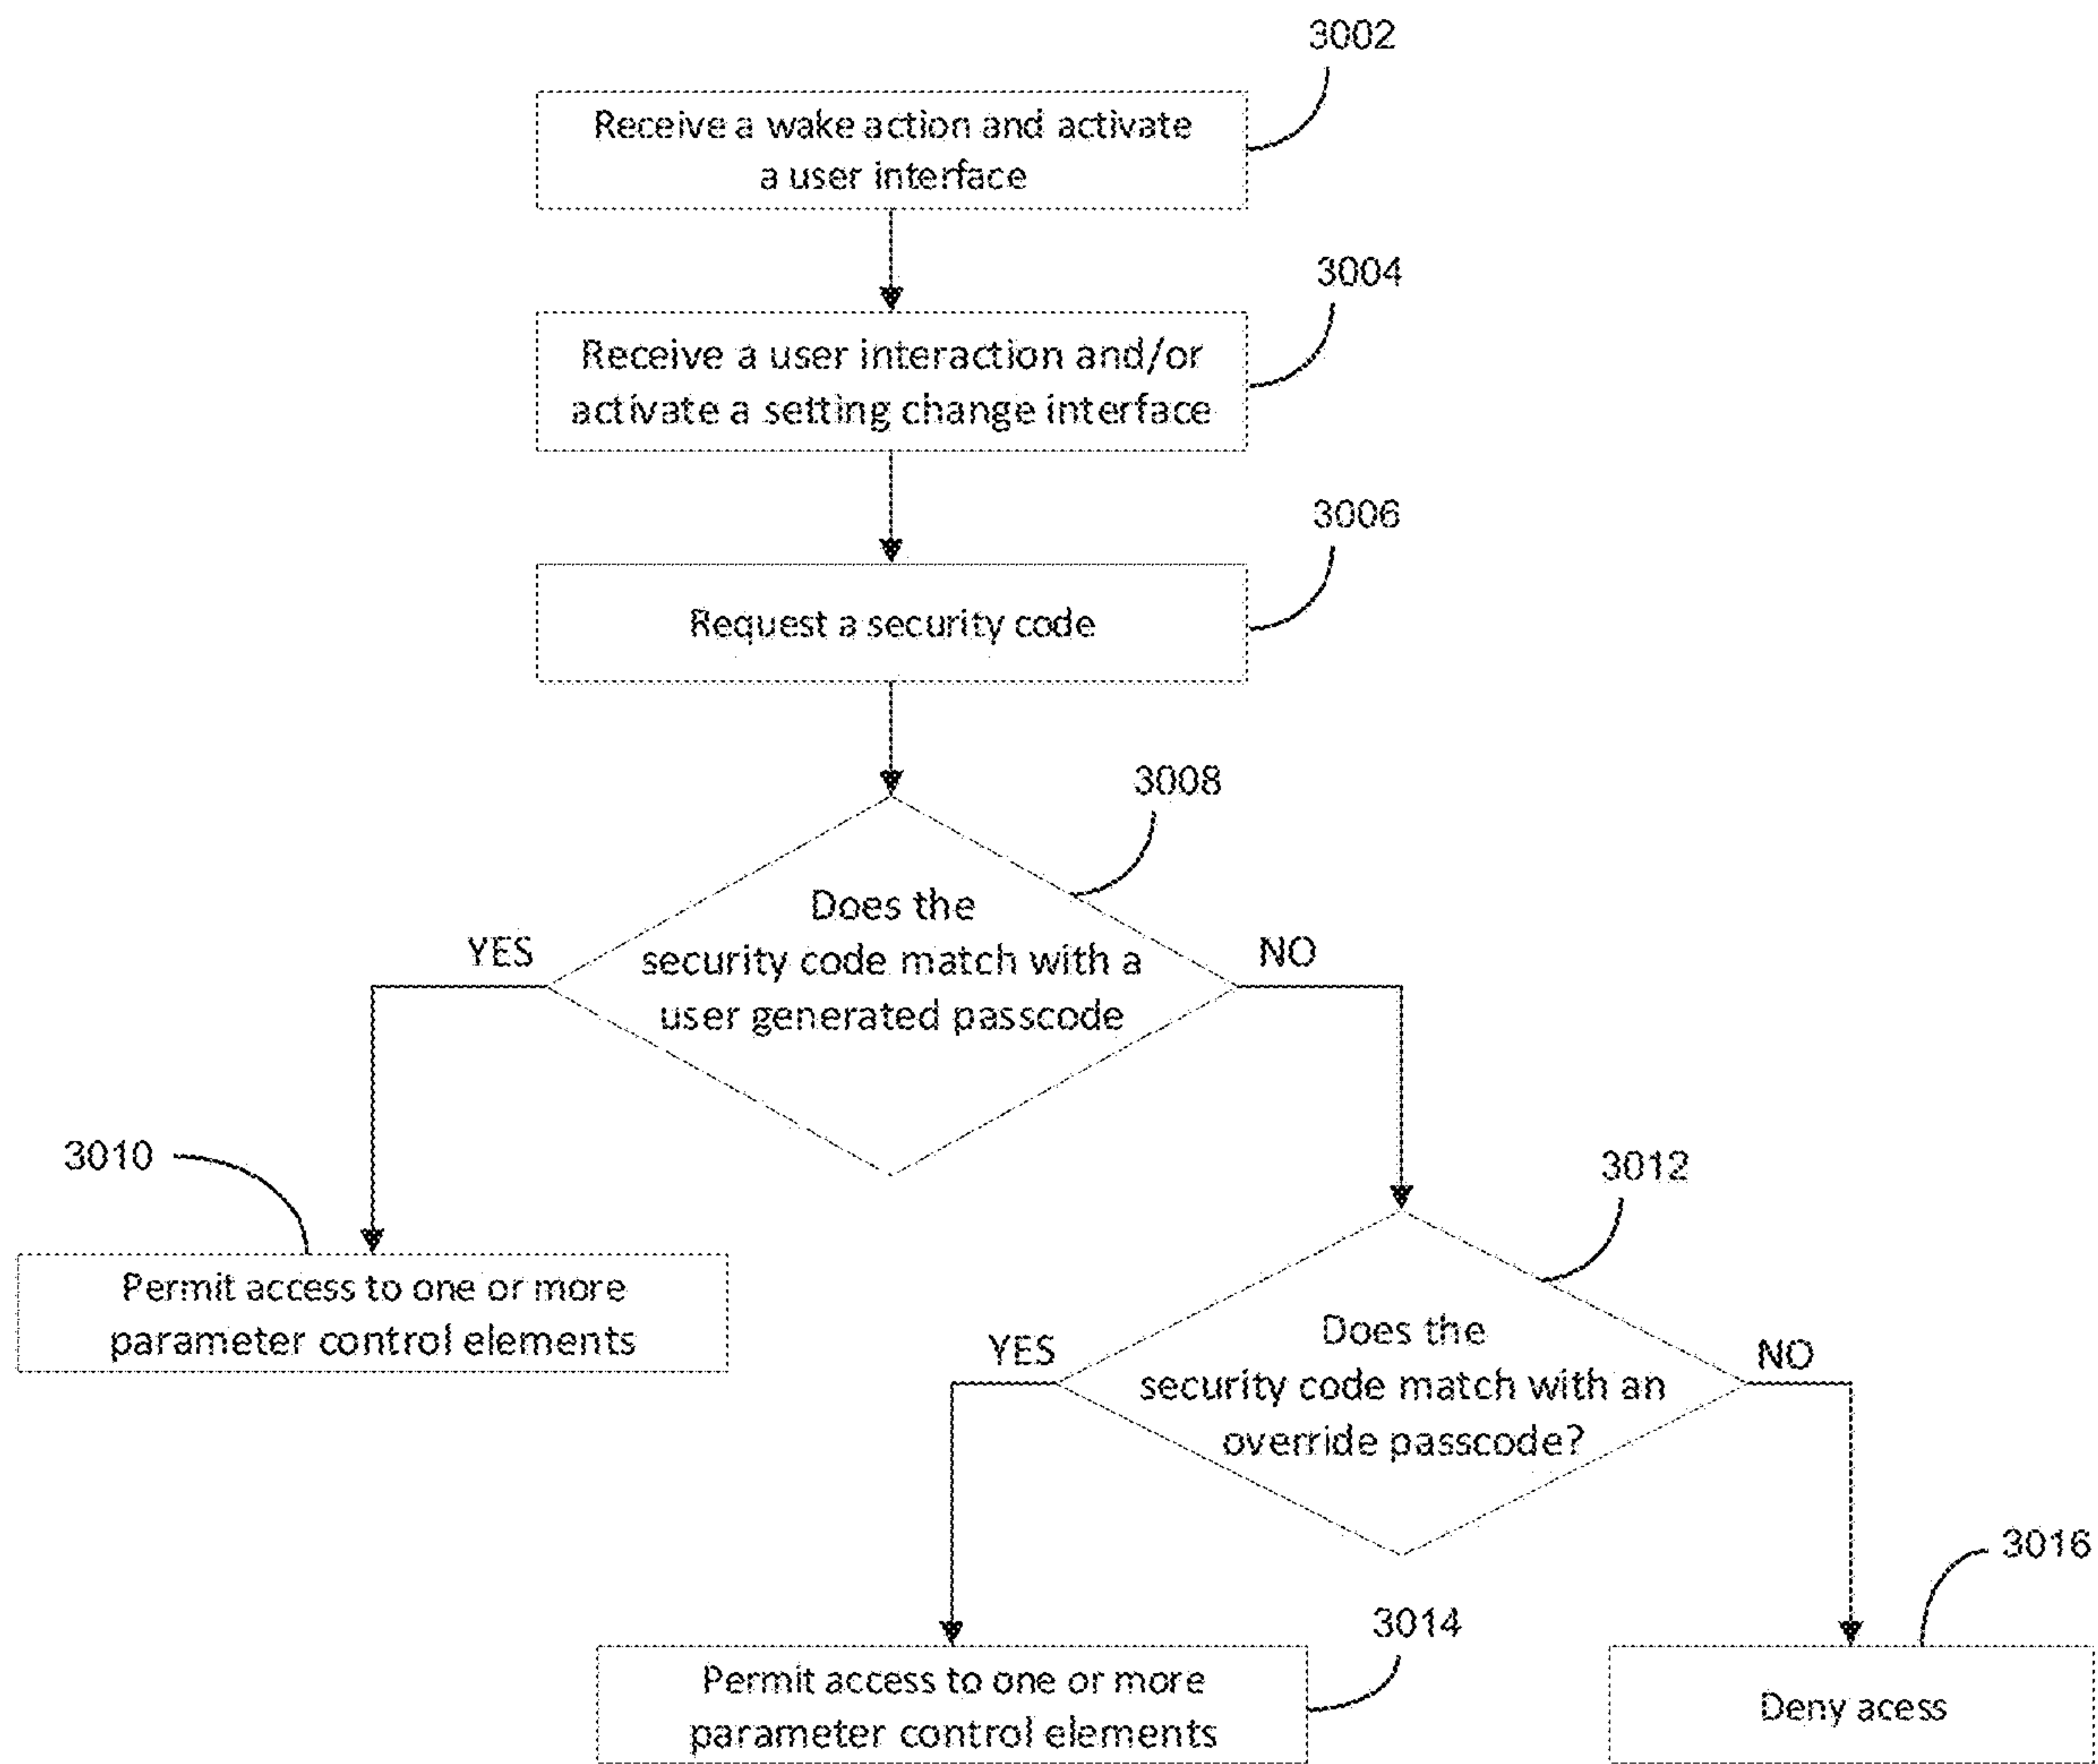 3002
Receive a wake action and activate
a user interface
3004
Receive a user interaction and/or
activate a setting change interface
3006
Request a security code
3008
Does the
security code match with a
user generated passcode
YES
NO
3010
Permit access to one or more
parameter control elements
3012
Does the
security code match with an
override passcode?
YES
NO
3014
Permit access to one or more
parameter control elements
3016
Deny acess